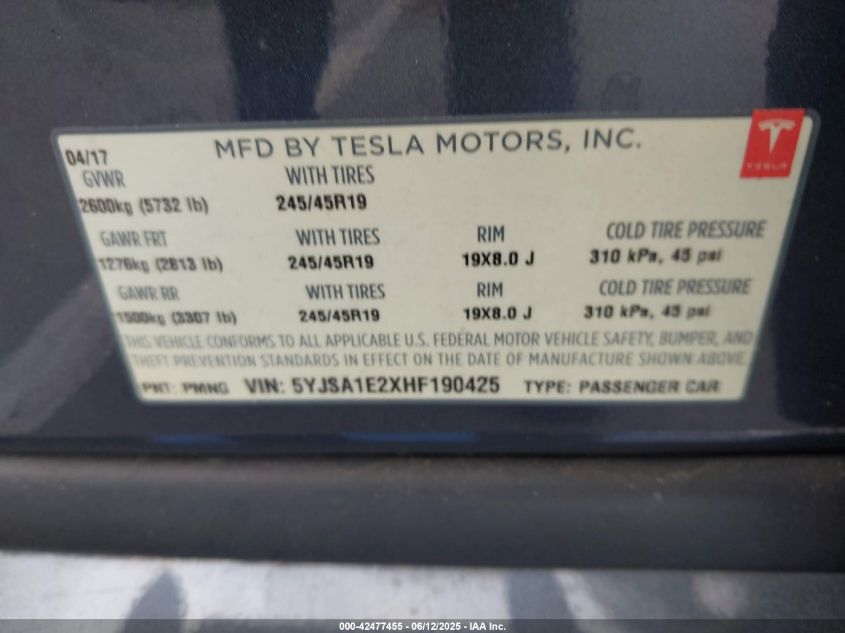 MFD BY TESLA MOTORS, INC.
TESLA
04/17
GVWR WITH TIRES
2600kg (5732 lb) 245/45R19
GAWR FRT WITH TIRES RIM COLD TIRE PRESSURE
1276kg (2813 lb) 245/45R19 19X8.0 J 310 kPa, 45 psi
GAWR RR WITH TIRES RIM COLD TIRE PRESSURE
1500kg (3307 lb) 245/45R19 19X8.0 J 310 kPa, 45 psi
THIS VEHICLE CONFORMS TO ALL APPLICABLE U.S. FEDERAL MOTOR VEHICLE SAFETY, BUMPER, AND
THEFT PREVENTION STANDARDS IN EFFECT ON THE DATE OF MANUFACTURE SHOWN ABOVE.
PNT: PMNG VIN: 5YJSA1E2XHF190425 TYPE: PASSENGER CAR
000-42477455 - 06/12/2025 - IAA Inc.